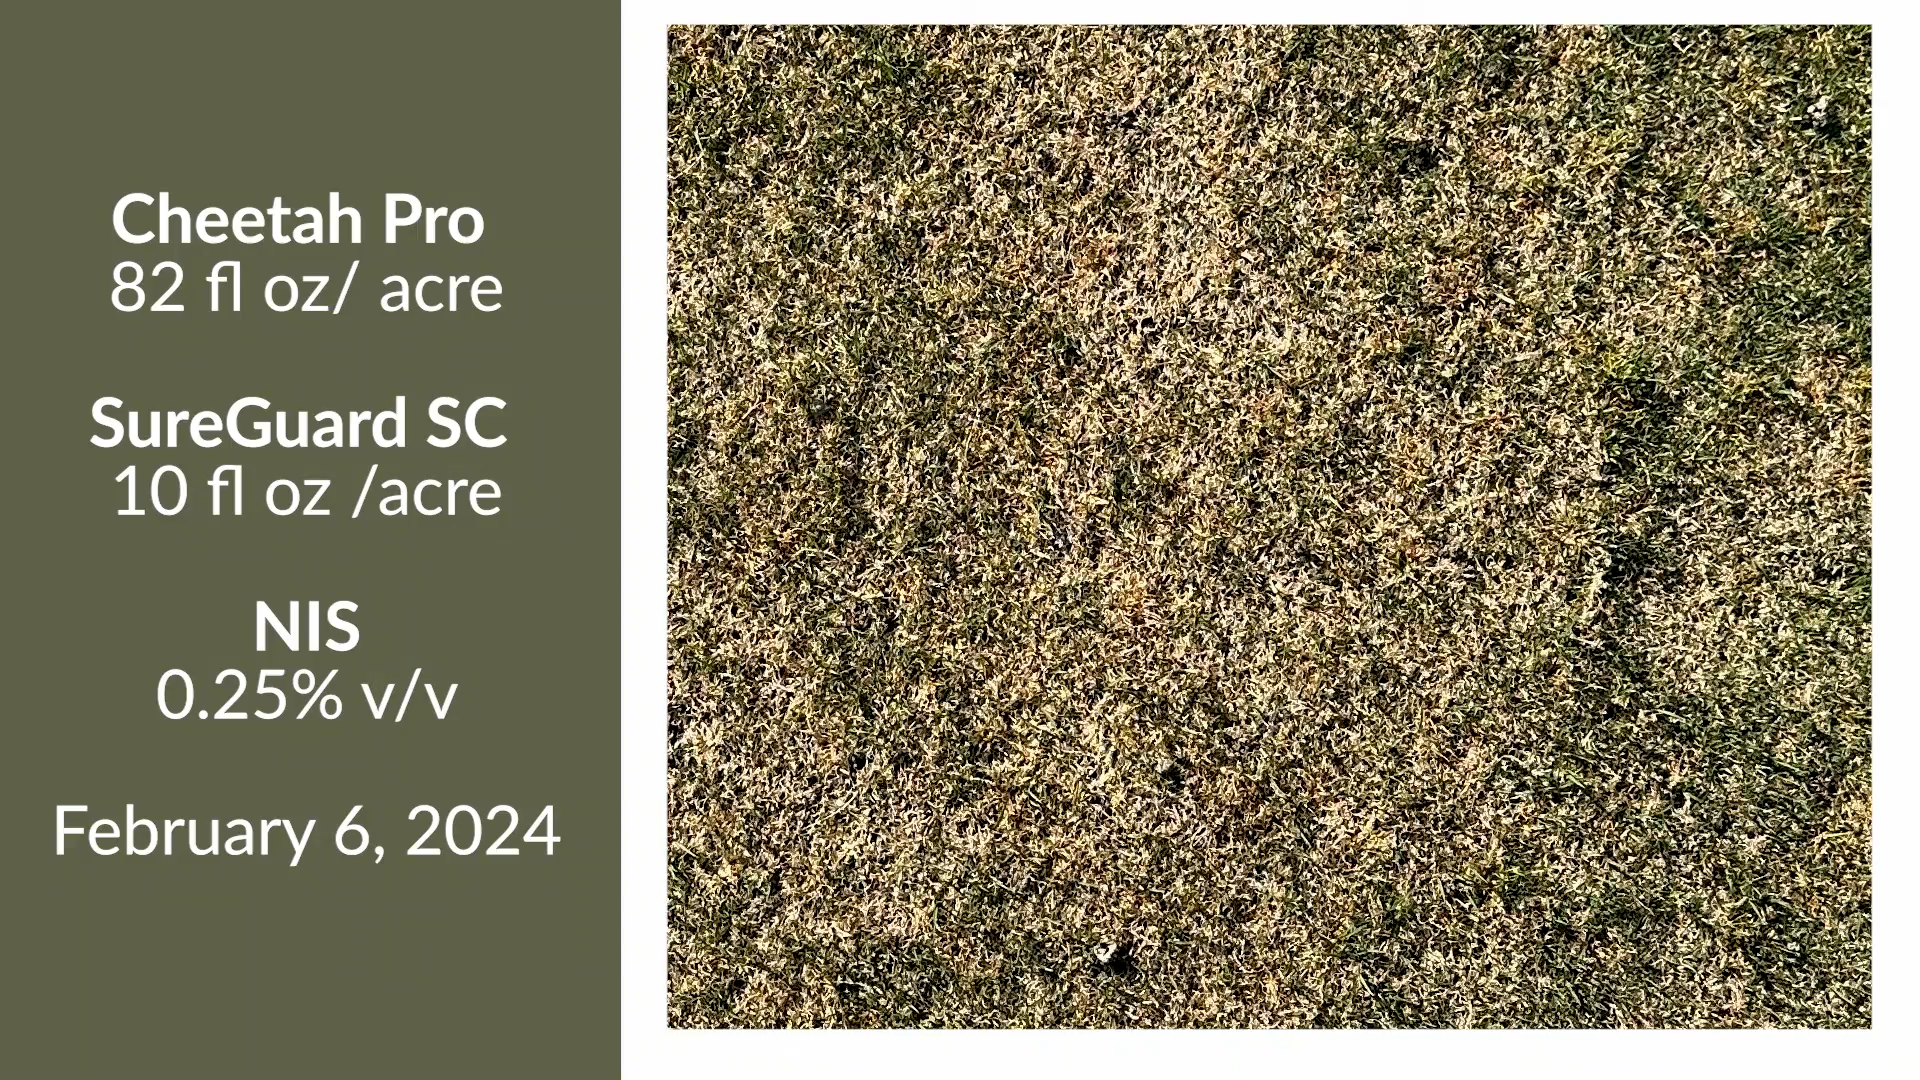 Cheetah Pro
82 fl oz/ acre
SureGuard SC
10 fl oz /acre
NIS
0.25% v/v
February 6, 2024